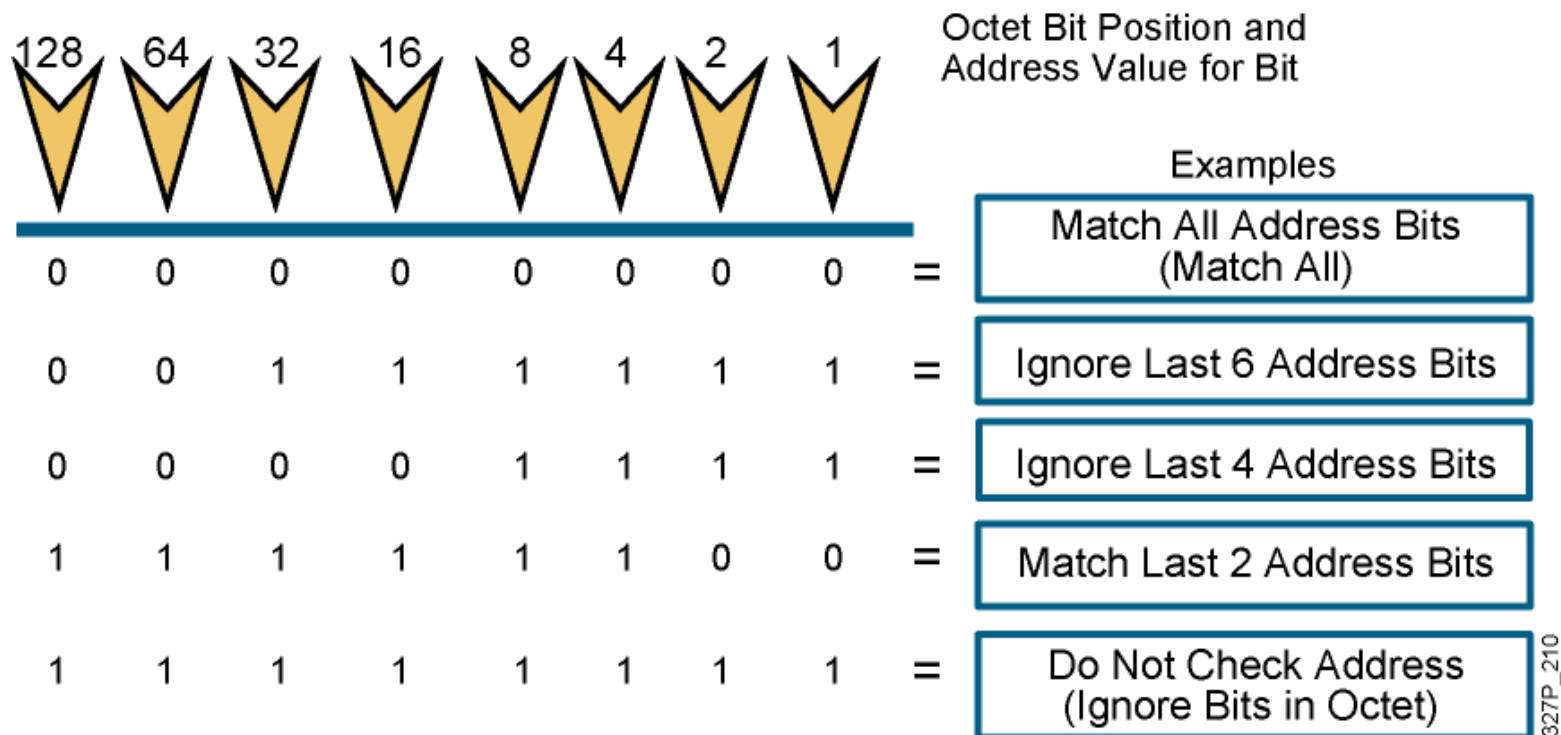 128 64 32 16 8 4 2 1
Octet Bit Position and
Address Value for Bit
Examples
0 0 0 0 0 0 0 0 =
Match All Address Bits
(Match All)
0 0 1 1 1 1 1 1 =
Ignore Last 6 Address Bits
0 0 0 0 1 1 1 1 =
Ignore Last 4 Address Bits
1 1 1 1 1 1 0 0 =
Match Last 2 Address Bits
1 1 1 1 1 1 1 1 =
Do Not Check Address
(Ignore Bits in Octet)
327P_210